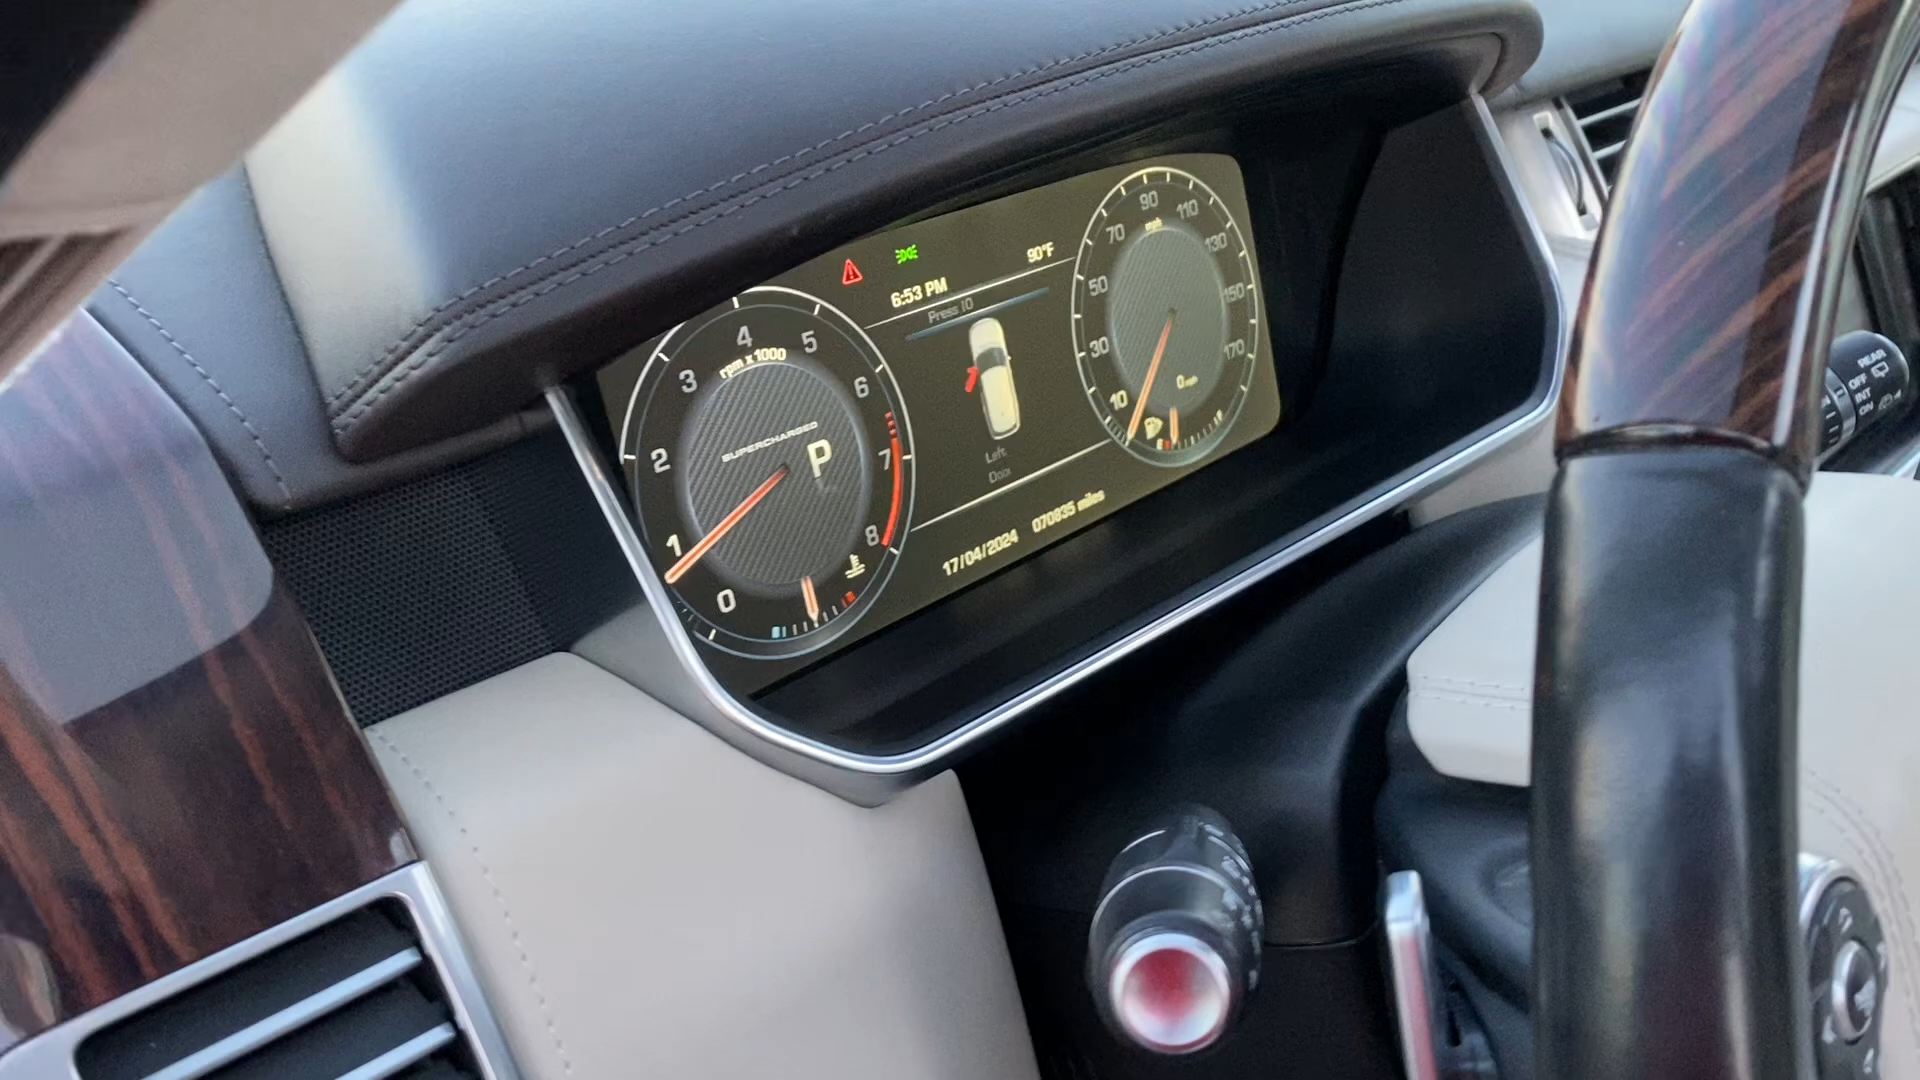 90°F
6:53 PM
Press
4
5
rpm x 1000
3
6
SUPERCHARGED
P
2
7
1
8
0
Left
Door
17/04/2024 070835 miles
90
110
mph
70
130
50
150
30
170
0 mph
10
E
F
REAR
OFF
INT
ON